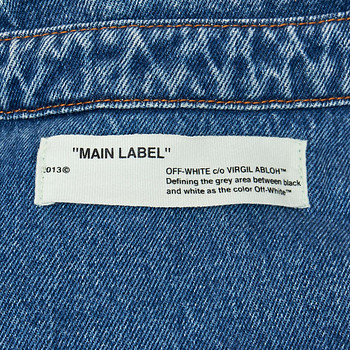 "MAIN LABEL"
2013©
OFF-WHITE c/o VIRGIL ABLOH™
Defining the grey area between black
and white as the color Off-White™